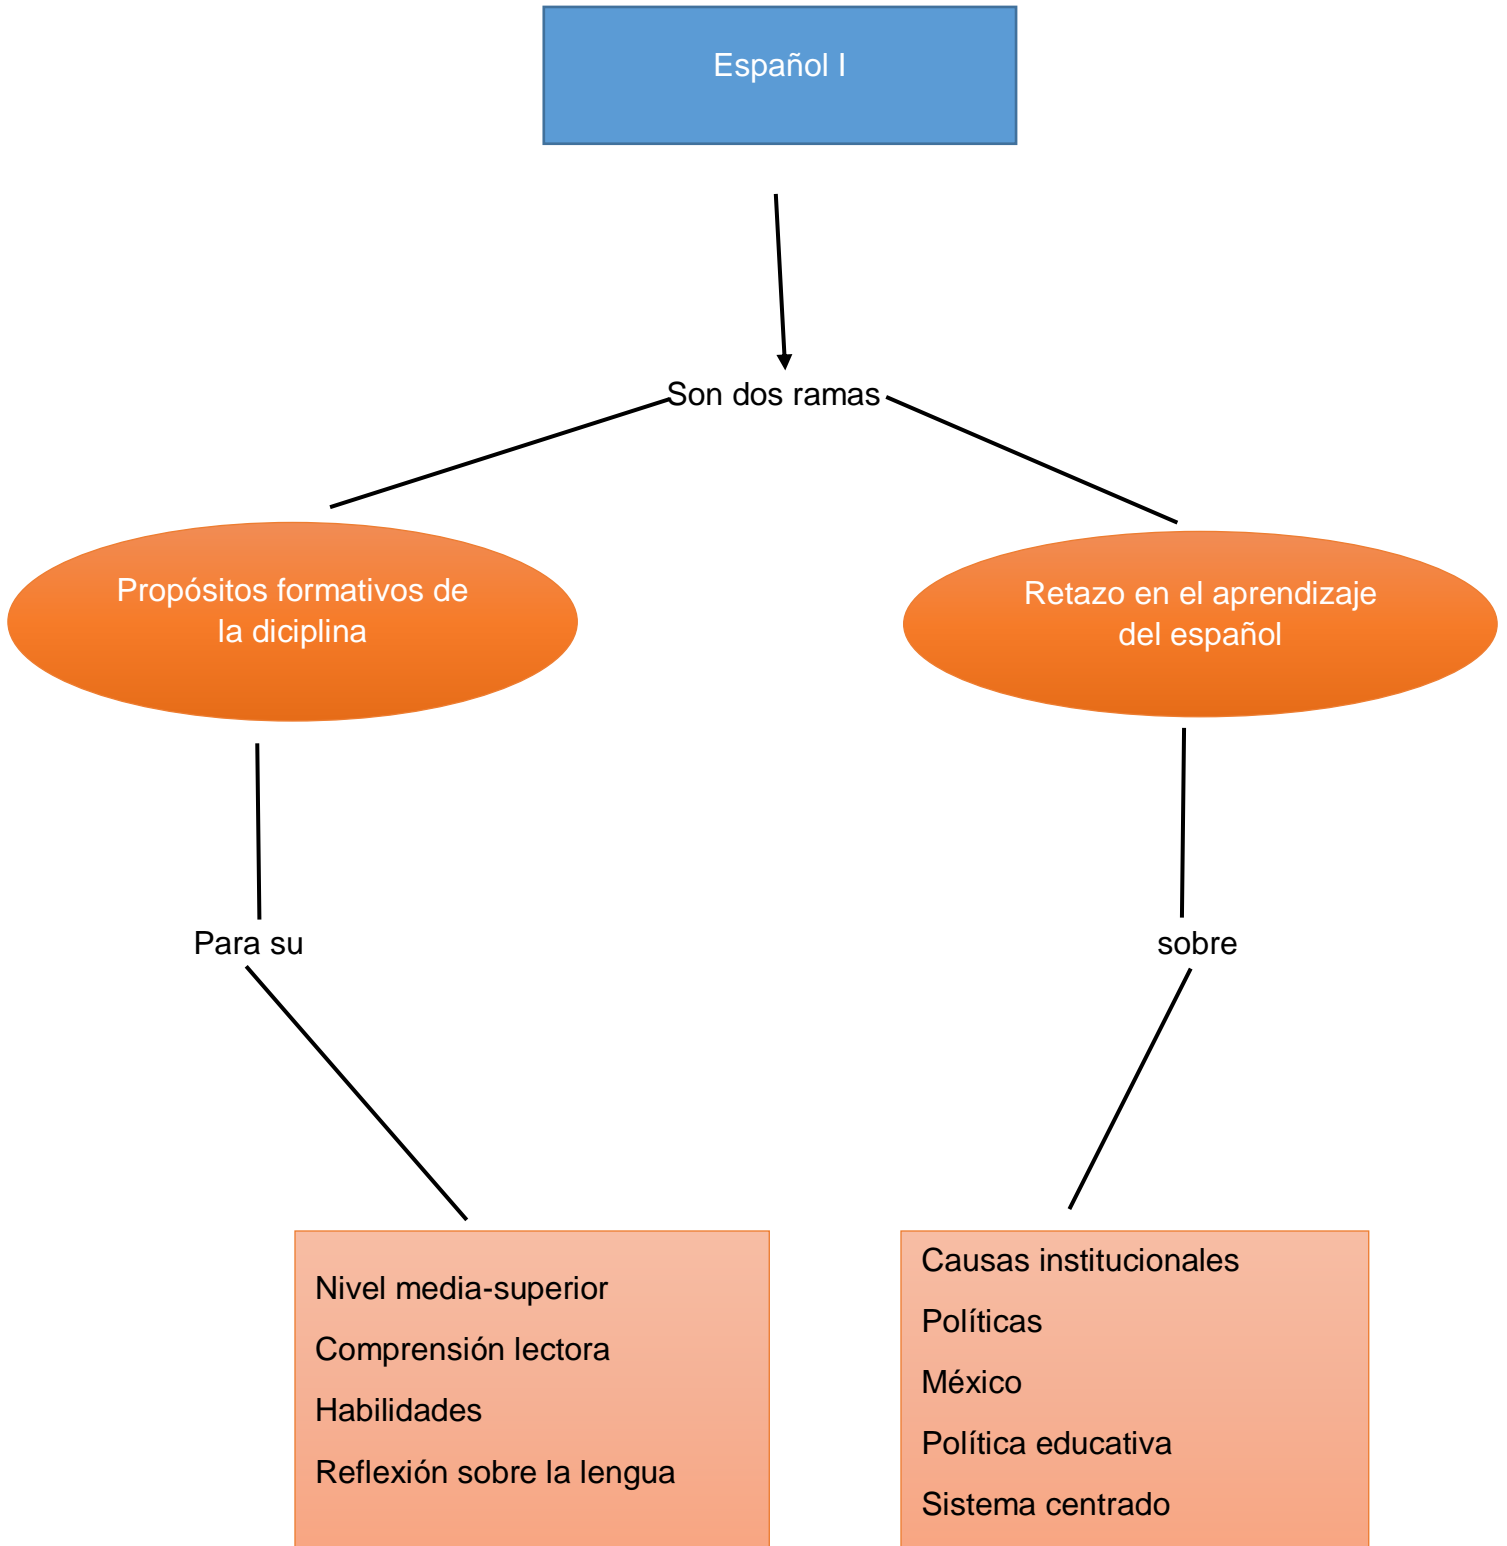 Español I
Son dos ramas
Propósitos formativos de
la diciplina
Retazo en el aprendizaje
del español
Para su
sobre
Nivel media-superior
Comprensión lectora
Habilidades
Reflexión sobre la lengua
Causas institucionales
Políticas
México
Política educativa
Sistema centrado